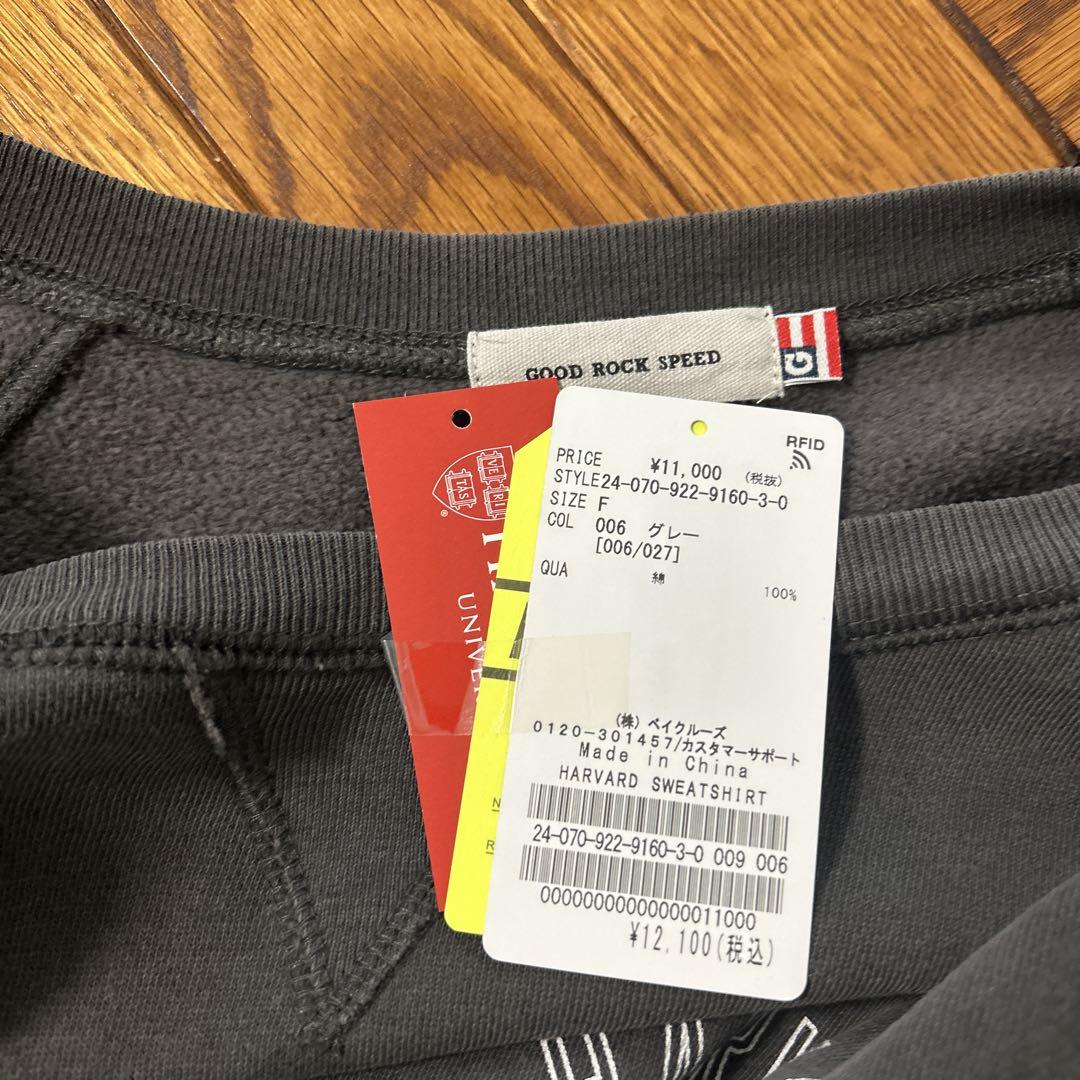 GOOD ROCK SPEED
G
VE RI
TAS
®
UNIVE
RFID
PRICE ¥11,000 (税抜)
STYLE24-070-922-9160-3-0
SIZE F
COL 006 グレー
[006/027]
QUA 綿 100%
(株) ベイクルーズ
0120-301457/カスタマーサポート
Made in China
HARVARD SWEATSHIRT
24-070-922-9160-3-0 009 006
00000000000000011000
¥12,100(税込)